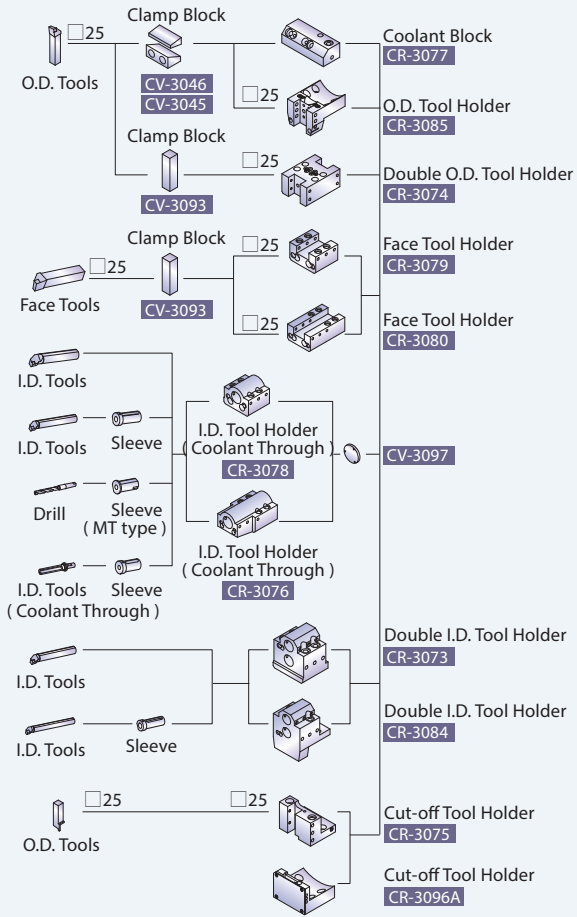 Clamp Block
□25
O.D. Tools
CV-3046
CV-3045
Coolant Block
CR-3077
□25
O.D. Tool Holder
CR-3085
Clamp Block
CV-3093
□25
Double O.D. Tool Holder
CR-3074
Clamp Block
□25
Face Tools
CV-3093
□25
Face Tool Holder
CR-3079
□25
Face Tool Holder
CR-3080
I.D. Tools
I.D. Tools
Sleeve
Drill
Sleeve
( MT type )
I.D. Tools
( Coolant Through )
Sleeve
I.D. Tool Holder
( Coolant Through )
CR-3078
I.D. Tool Holder
( Coolant Through )
CR-3076
CV-3097
I.D. Tools
I.D. Tools
Sleeve
Double I.D. Tool Holder
CR-3073
Double I.D. Tool Holder
CR-3084
□25
O.D. Tools
□25
Cut-off Tool Holder
CR-3075
Cut-off Tool Holder
CR-3096A